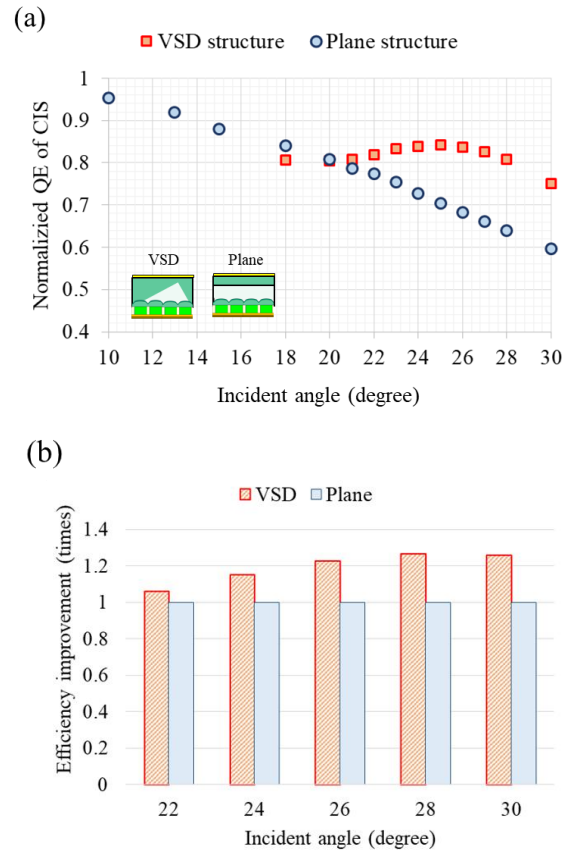 (a)
VSD structure Plane structure
Normalizied QE of CIS
1
0.9
0.8
0.7
0.6
0.5
0.4
VSD Plane
10 12 14 16 18 20 22 24 26 28 30
Incident angle (degree)
(b)
VSD Plane
Efficiency improvement (times)
1.4
1.2
1
0.8
0.6
0.4
0.2
0
22 24 26 28 30
Incident angle (degree)